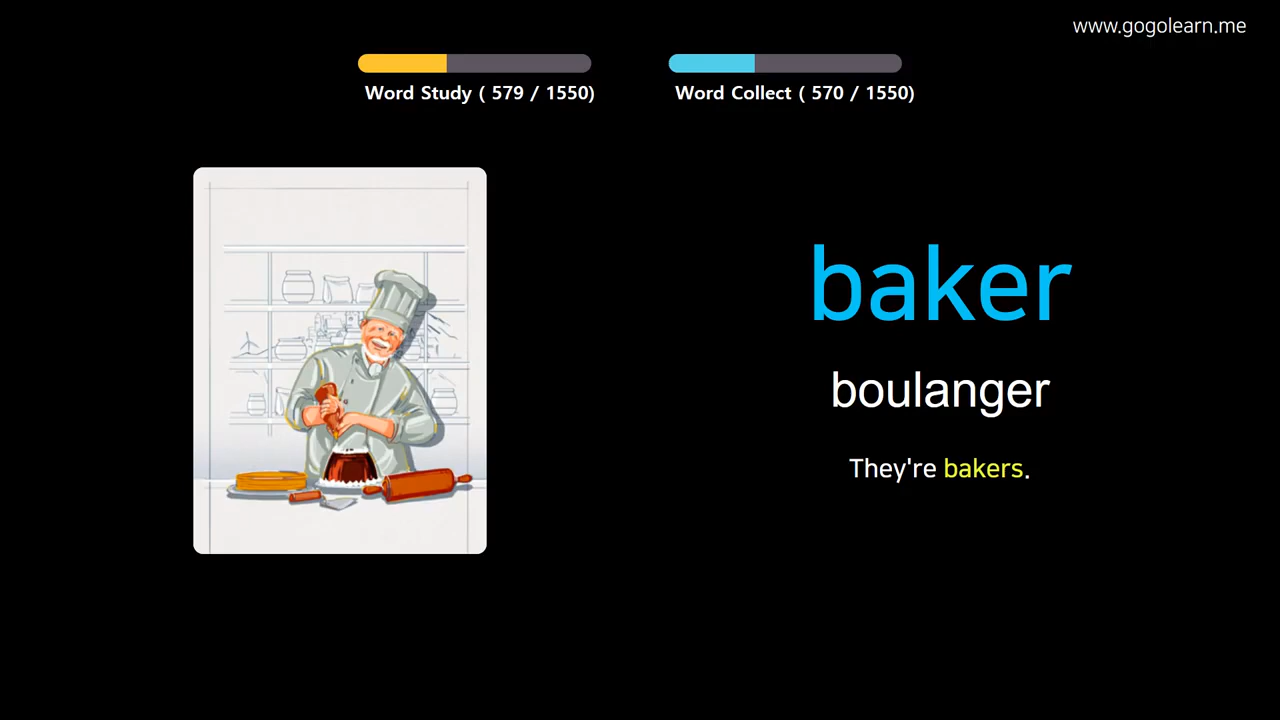 www.gogolearn.me
Word Study ( 579 / 1550)
Word Collect ( 570 / 1550)
baker
boulanger
They're bakers.